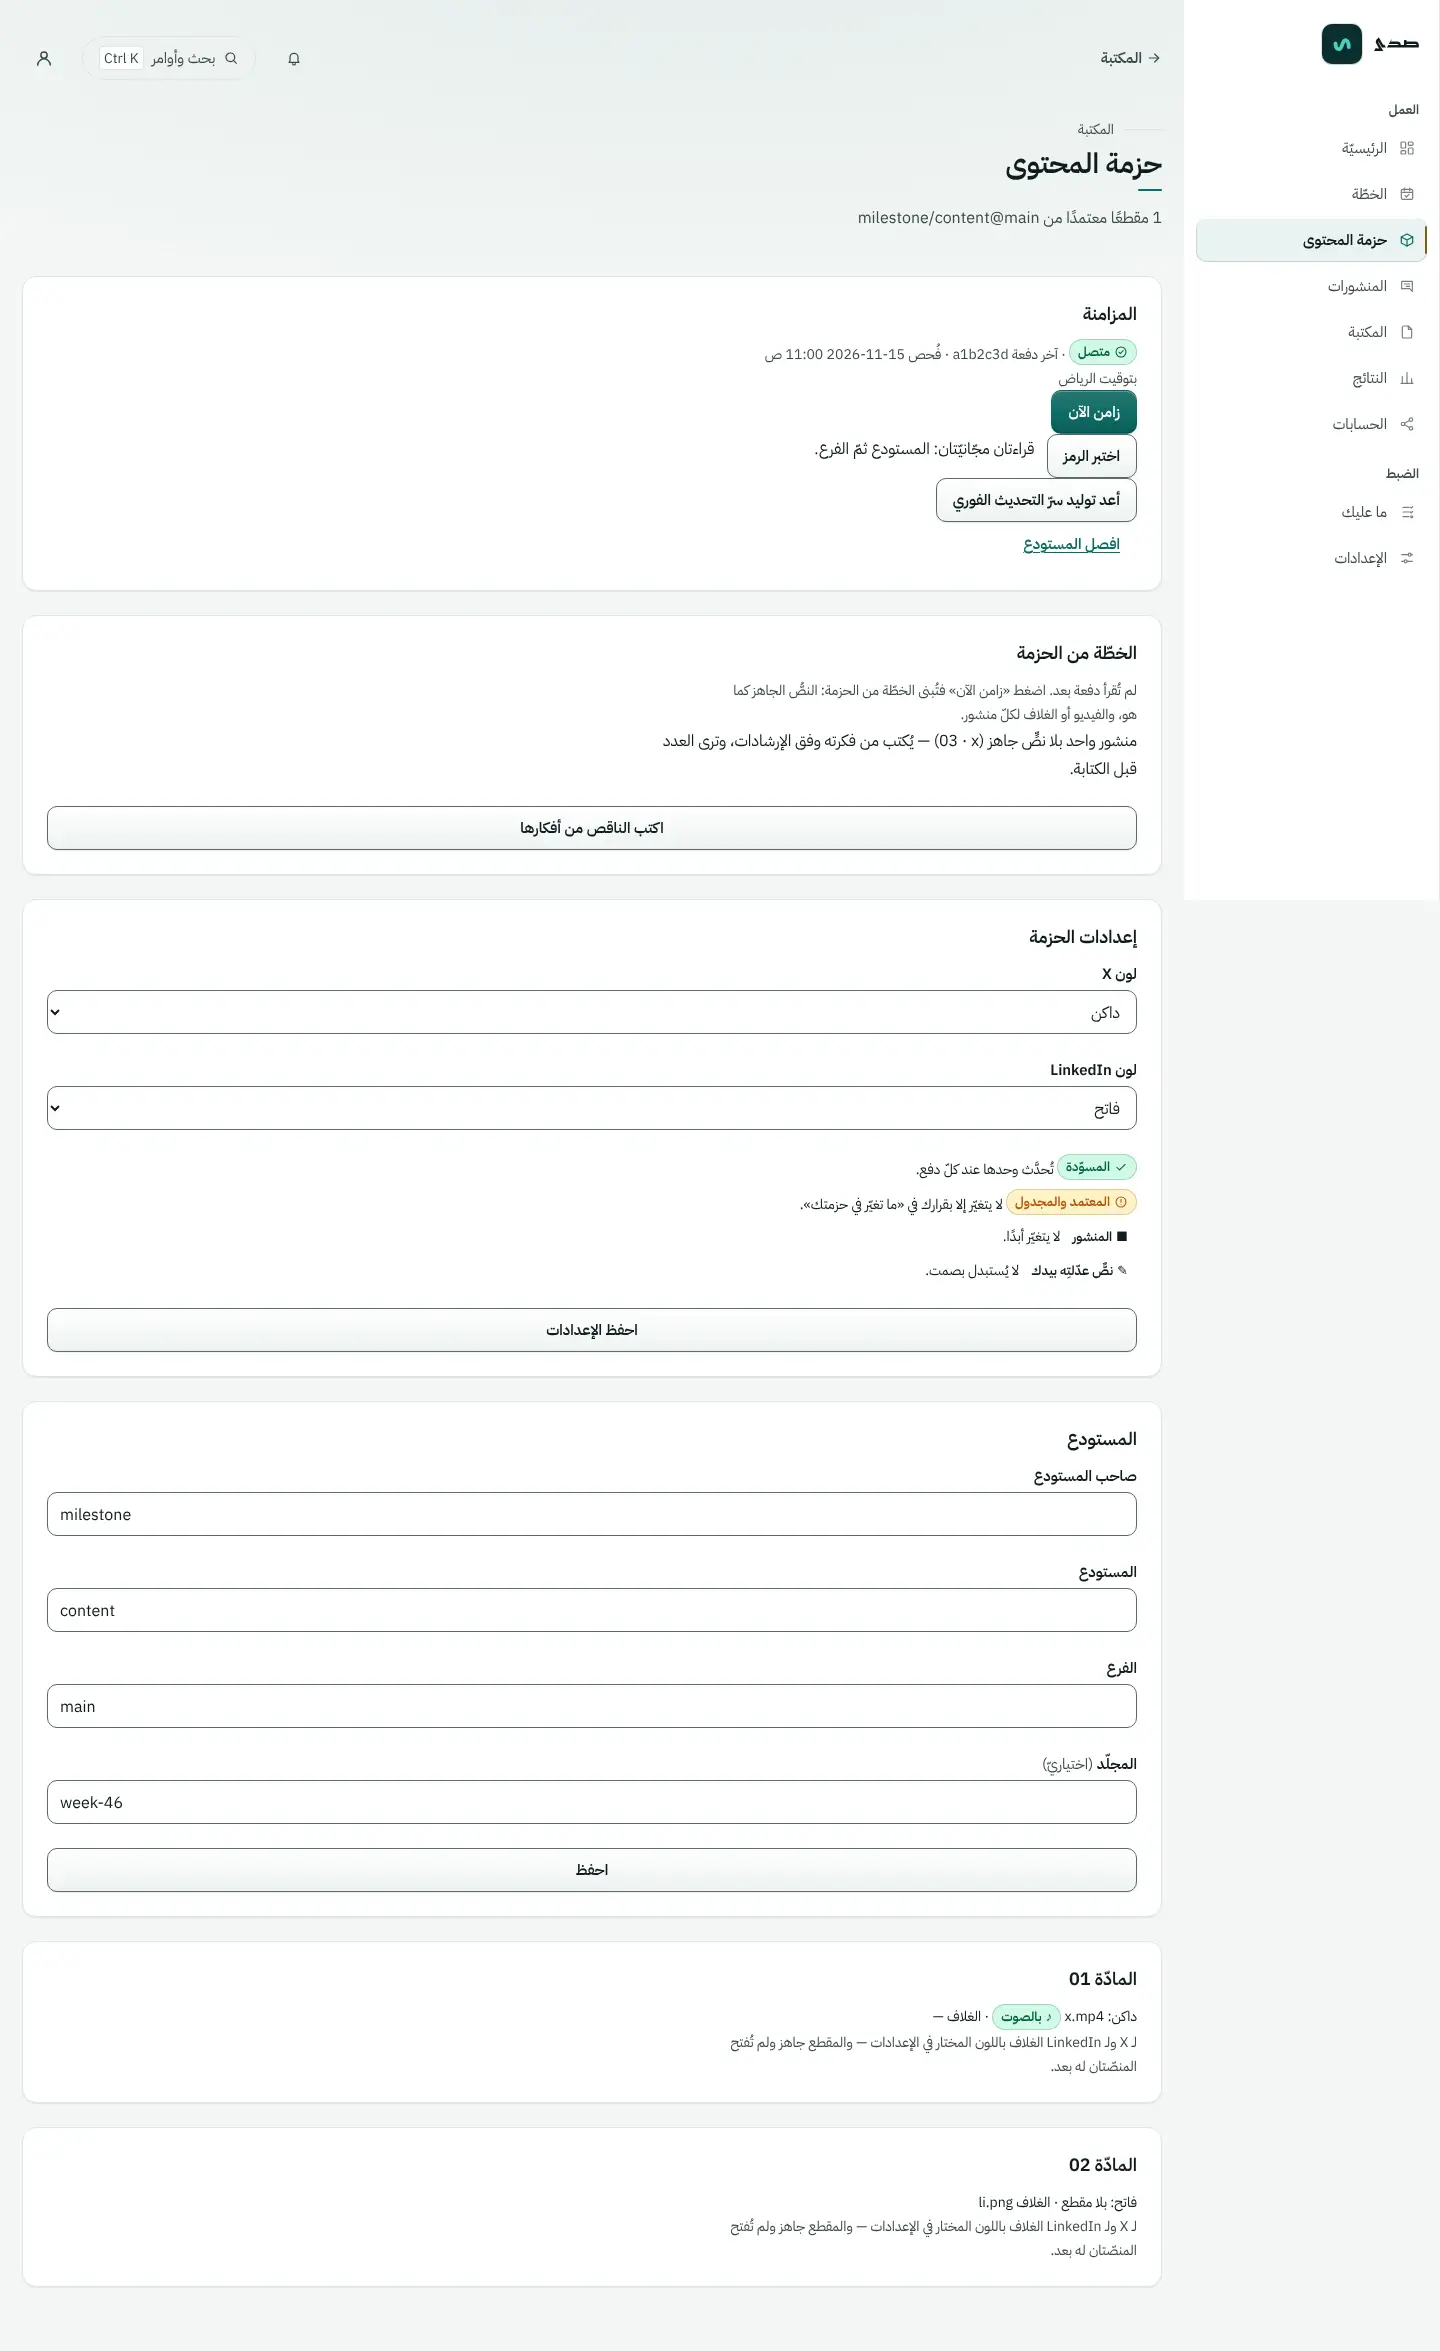 صدى
العمل
الرئيسيّة
الخطّة
حزمة المحتوى
المنشورات
المكتبة
النتائج
الحسابات
الضبط
ما عليك
الإعدادات
المكتبة
بحث وأوامر Ctrl K
المكتبة
حزمة المحتوى
1 مقطعًا معتمدًا من milestone/content@main
المزامنة
متصل · آخر دفعة a1b2c3d · فُحص 15-11-2026 11:00 ص
بتوقيت الرياض
زامن الآن
اختبر الرمز قراءتان مجّانيّتان: المستودع ثمّ الفرع.
أعد توليد سرّ التحديث الفوري
افصل المستودع
الخطّة من الحزمة
لم تُقرأ دفعة بعد. اضغط «زامن الآن» فتُبنى الخطّة من الحزمة: النصُّ الجاهز كما
هو، والفيديو أو الغلاف لكلّ منشور.
منشور واحد بلا نصٍّ جاهز (03 · x) — يُكتب من فكرته وفق الإرشادات، وترى العدد
قبل الكتابة.
اكتب الناقص من أفكارها
إعدادات الحزمة
لون X
داكن
لون LinkedIn
فاتح
المسوّدة تُحدَّث وحدها عند كلّ دفع.
المعتمد والمجدول لا يتغيّر إلا بقرارك في «ما تغيّر في حزمتك».
■ المنشور لا يتغيّر أبدًا.
✎ نصٌّ عدّلتِه بيدك لا يُستبدل بصمت.
احفظ الإعدادات
المستودع
صاحب المستودع
milestone
المستودع
content
الفرع
main
المجلّد (اختياريّ)
week-46
احفظ
المادّة 01
داكن: x.mp4 ♪ بالصوت · الغلاف —
لـ X ولـ LinkedIn الغلاف باللون المختار في الإعدادات — والمقطع جاهز ولم تُفتح
المنصّتان له بعد.
المادّة 02
فاتح: بلا مقطع · الغلاف li.png
لـ X ولـ LinkedIn الغلاف باللون المختار في الإعدادات — والمقطع جاهز ولم تُفتح
المنصّتان له بعد.